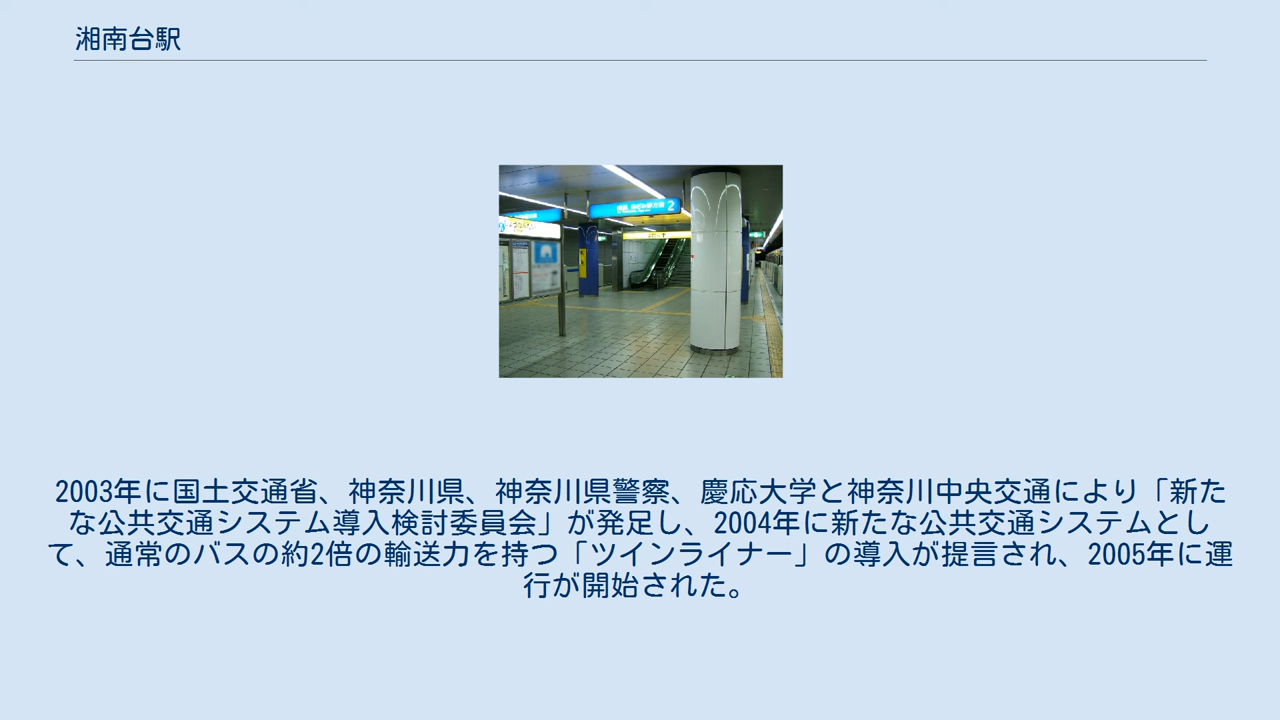 湘南台駅
2
2003年に国土交通省、神奈川県、神奈川県警察、慶応大学と神奈川中央交通により「新た
な公共交通システム導入検討委員会」が発足し、2004年に新たな公共交通システムとし
て、通常のバスの約2倍の輸送力を持つ「ツインライナー」の導入が提言され、2005年に運
行が開始された。